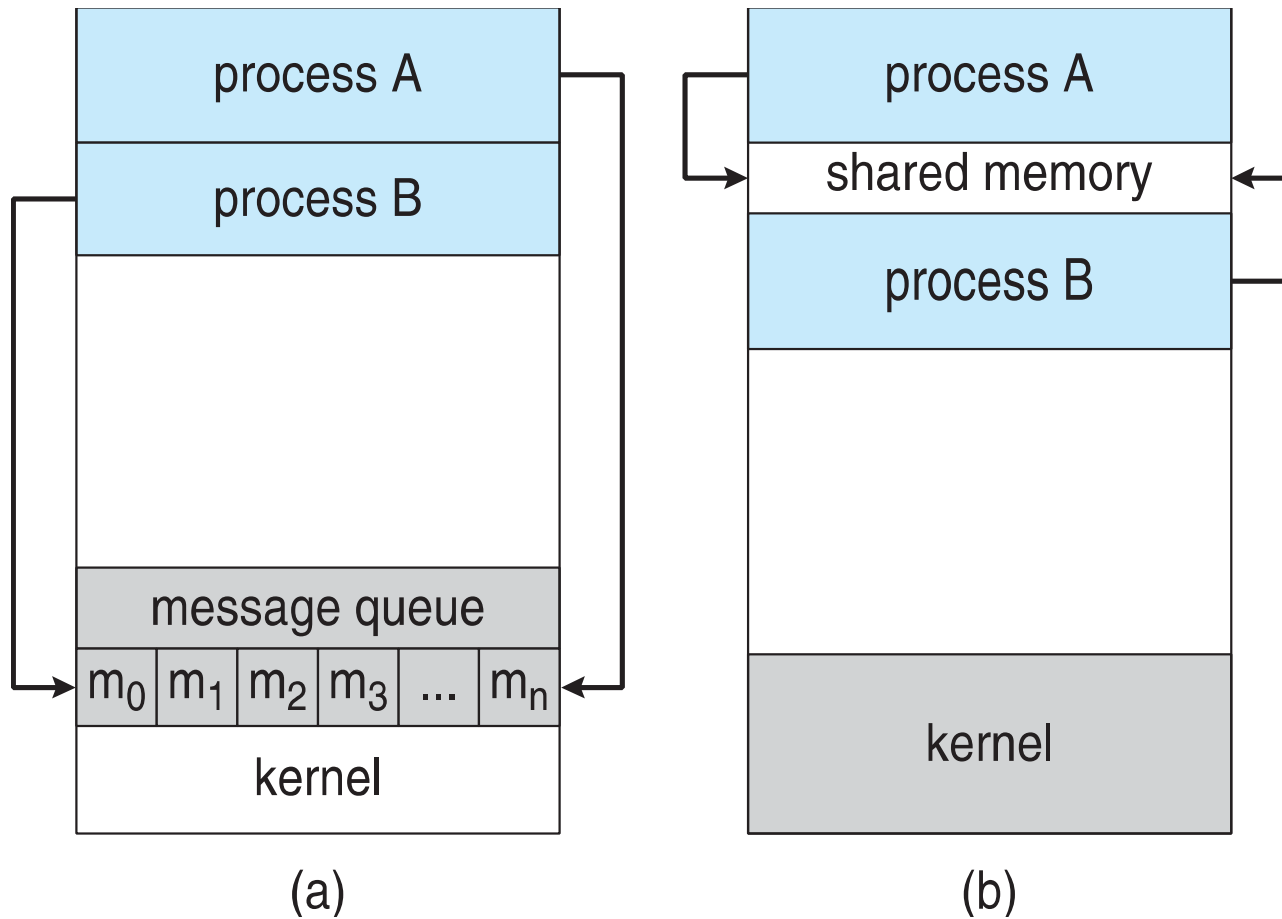 process A
process B
message queue
m0 m1 m2 m3 ... mn
kernel
(a)
process A
shared memory
process B
kernel
(b)